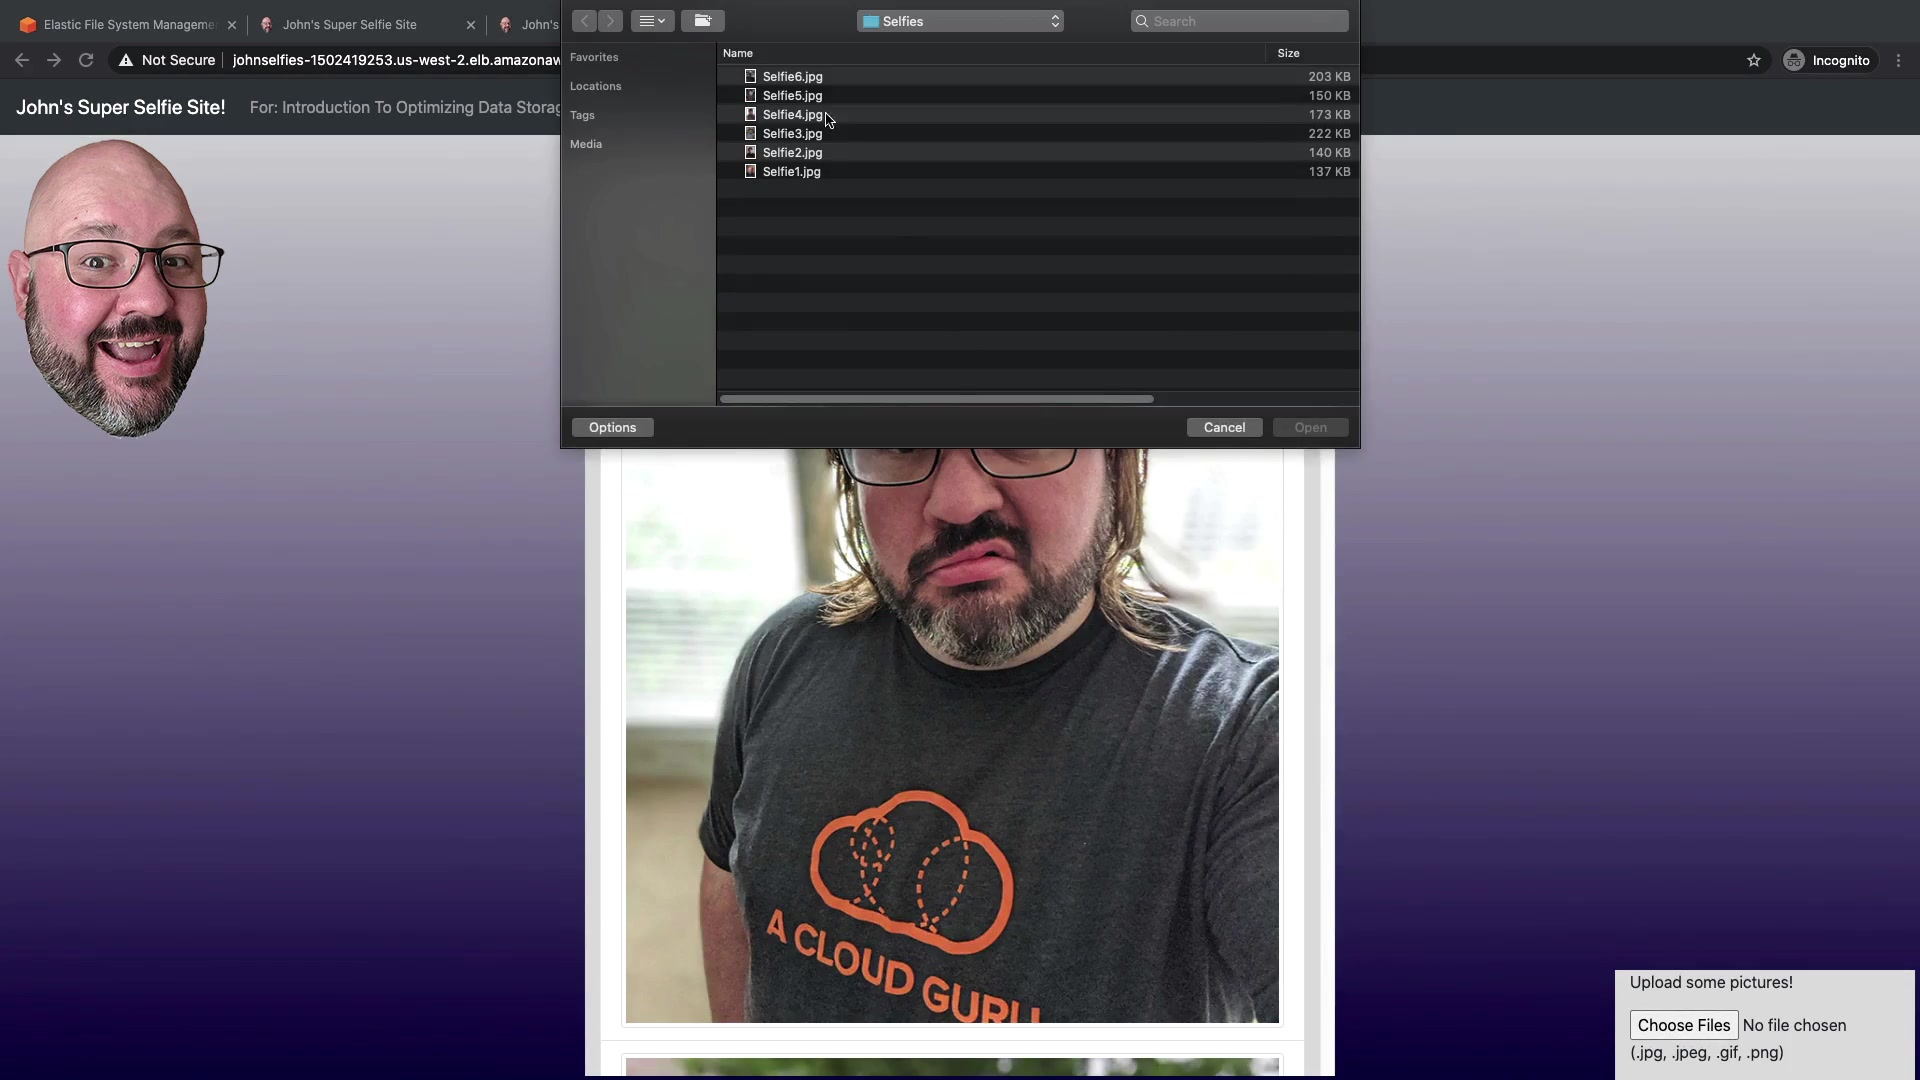 Elastic File System Manageme
John's Super Selfie Site
John's
Selfies
Search
Not Secure
johnselfies-1502419253.us-west-2.elb.amazonaw
Incognito
Favorites
Locations
Tags
Media
Name
Size
Selfie6.jpg 203 KB
Selfie5.jpg 150 KB
Selfie4.jpg 173 KB
Selfie3.jpg 222 KB
Selfie2.jpg 140 KB
Selfie1.jpg 137 KB
Options
Cancel
Open
John's Super Selfie Site!
For: Introduction To Optimizing Data Storag
A CLOUD GURU
Upload some pictures!
Choose Files No file chosen
(.jpg, .jpeg, .gif, .png)